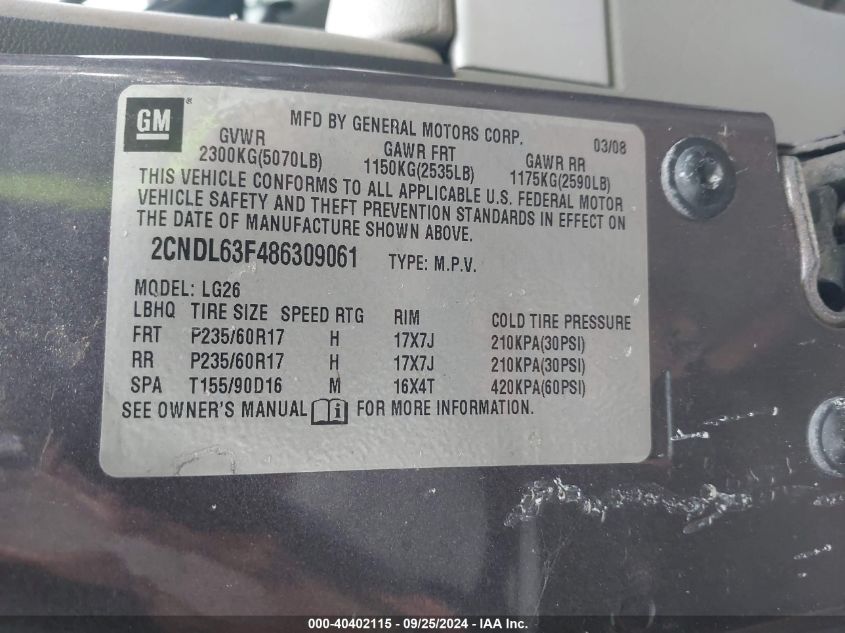 GM ® MFD BY GENERAL MOTORS CORP. 03/08
GVWR GAWR FRT GAWR RR
2300KG(5070LB) 1150KG(2535LB) 1175KG(2590LB)
THIS VEHICLE CONFORMS TO ALL APPLICABLE U.S. FEDERAL MOTOR
VEHICLE SAFETY AND THEFT PREVENTION STANDARDS IN EFFECT ON
THE DATE OF MANUFACTURE SHOWN ABOVE.
2CNDL63F486309061 TYPE: M.P.V.
MODEL: LG26
LBHQ TIRE SIZE SPEED RTG RIM COLD TIRE PRESSURE
FRT P235/60R17 H 17X7J 210KPA(30PSI)
RR P235/60R17 H 17X7J 210KPA(30PSI)
SPA T155/90D16 M 16X4T 420KPA(60PSI)
SEE OWNER'S MANUAL i FOR MORE INFORMATION.
000-40402115 - 09/25/2024 - IAA Inc.